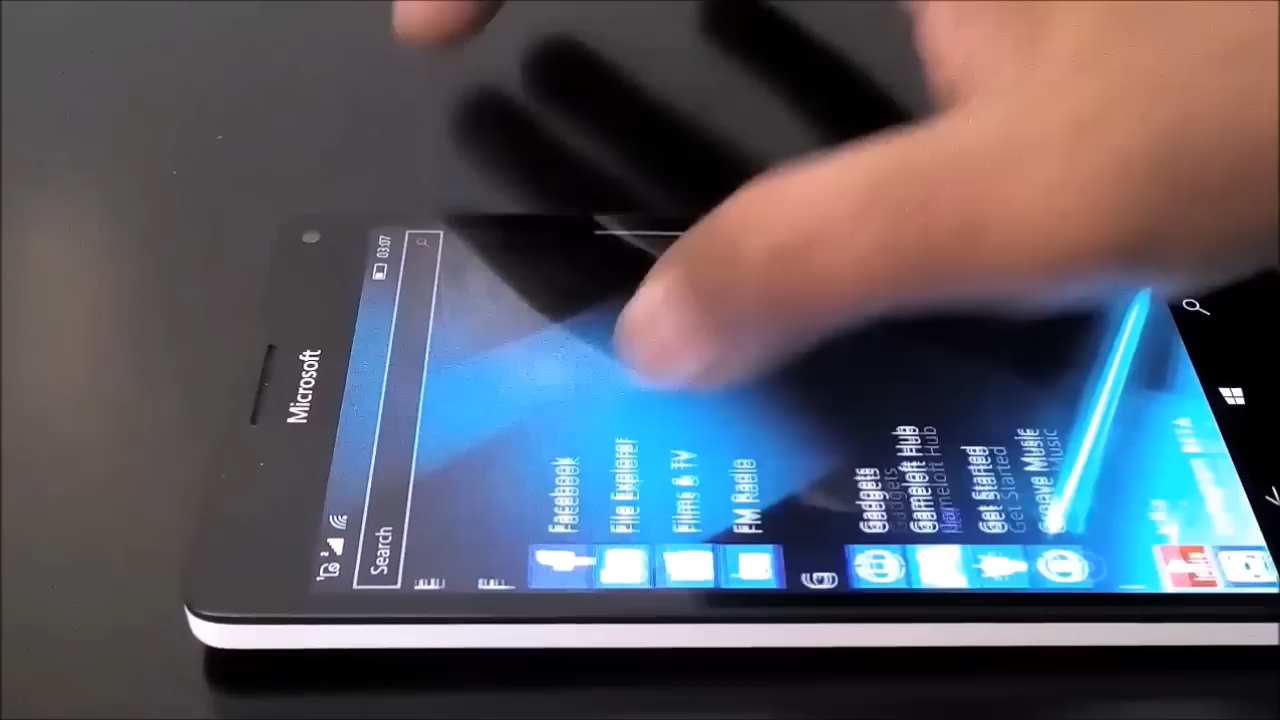 Microsoft
03:07
Search
E
F
Facebook
File Explorer
Films & TV
FM Radio
G
Gadgets
Gameloft Hub
Get Started
Groove Music